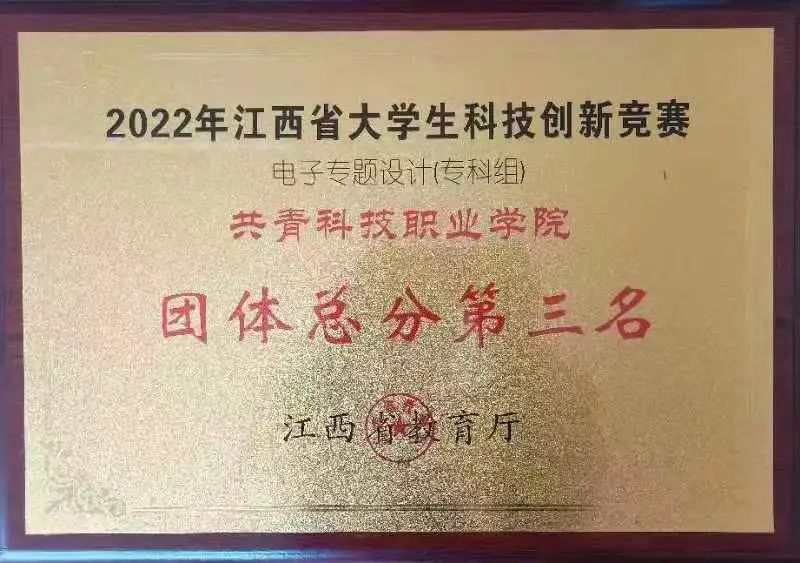 2022年江西省大学生科技创新竞赛
电子专题设计(专科组)
共青科技职业学院
团体总分第三名
江西省教育厅